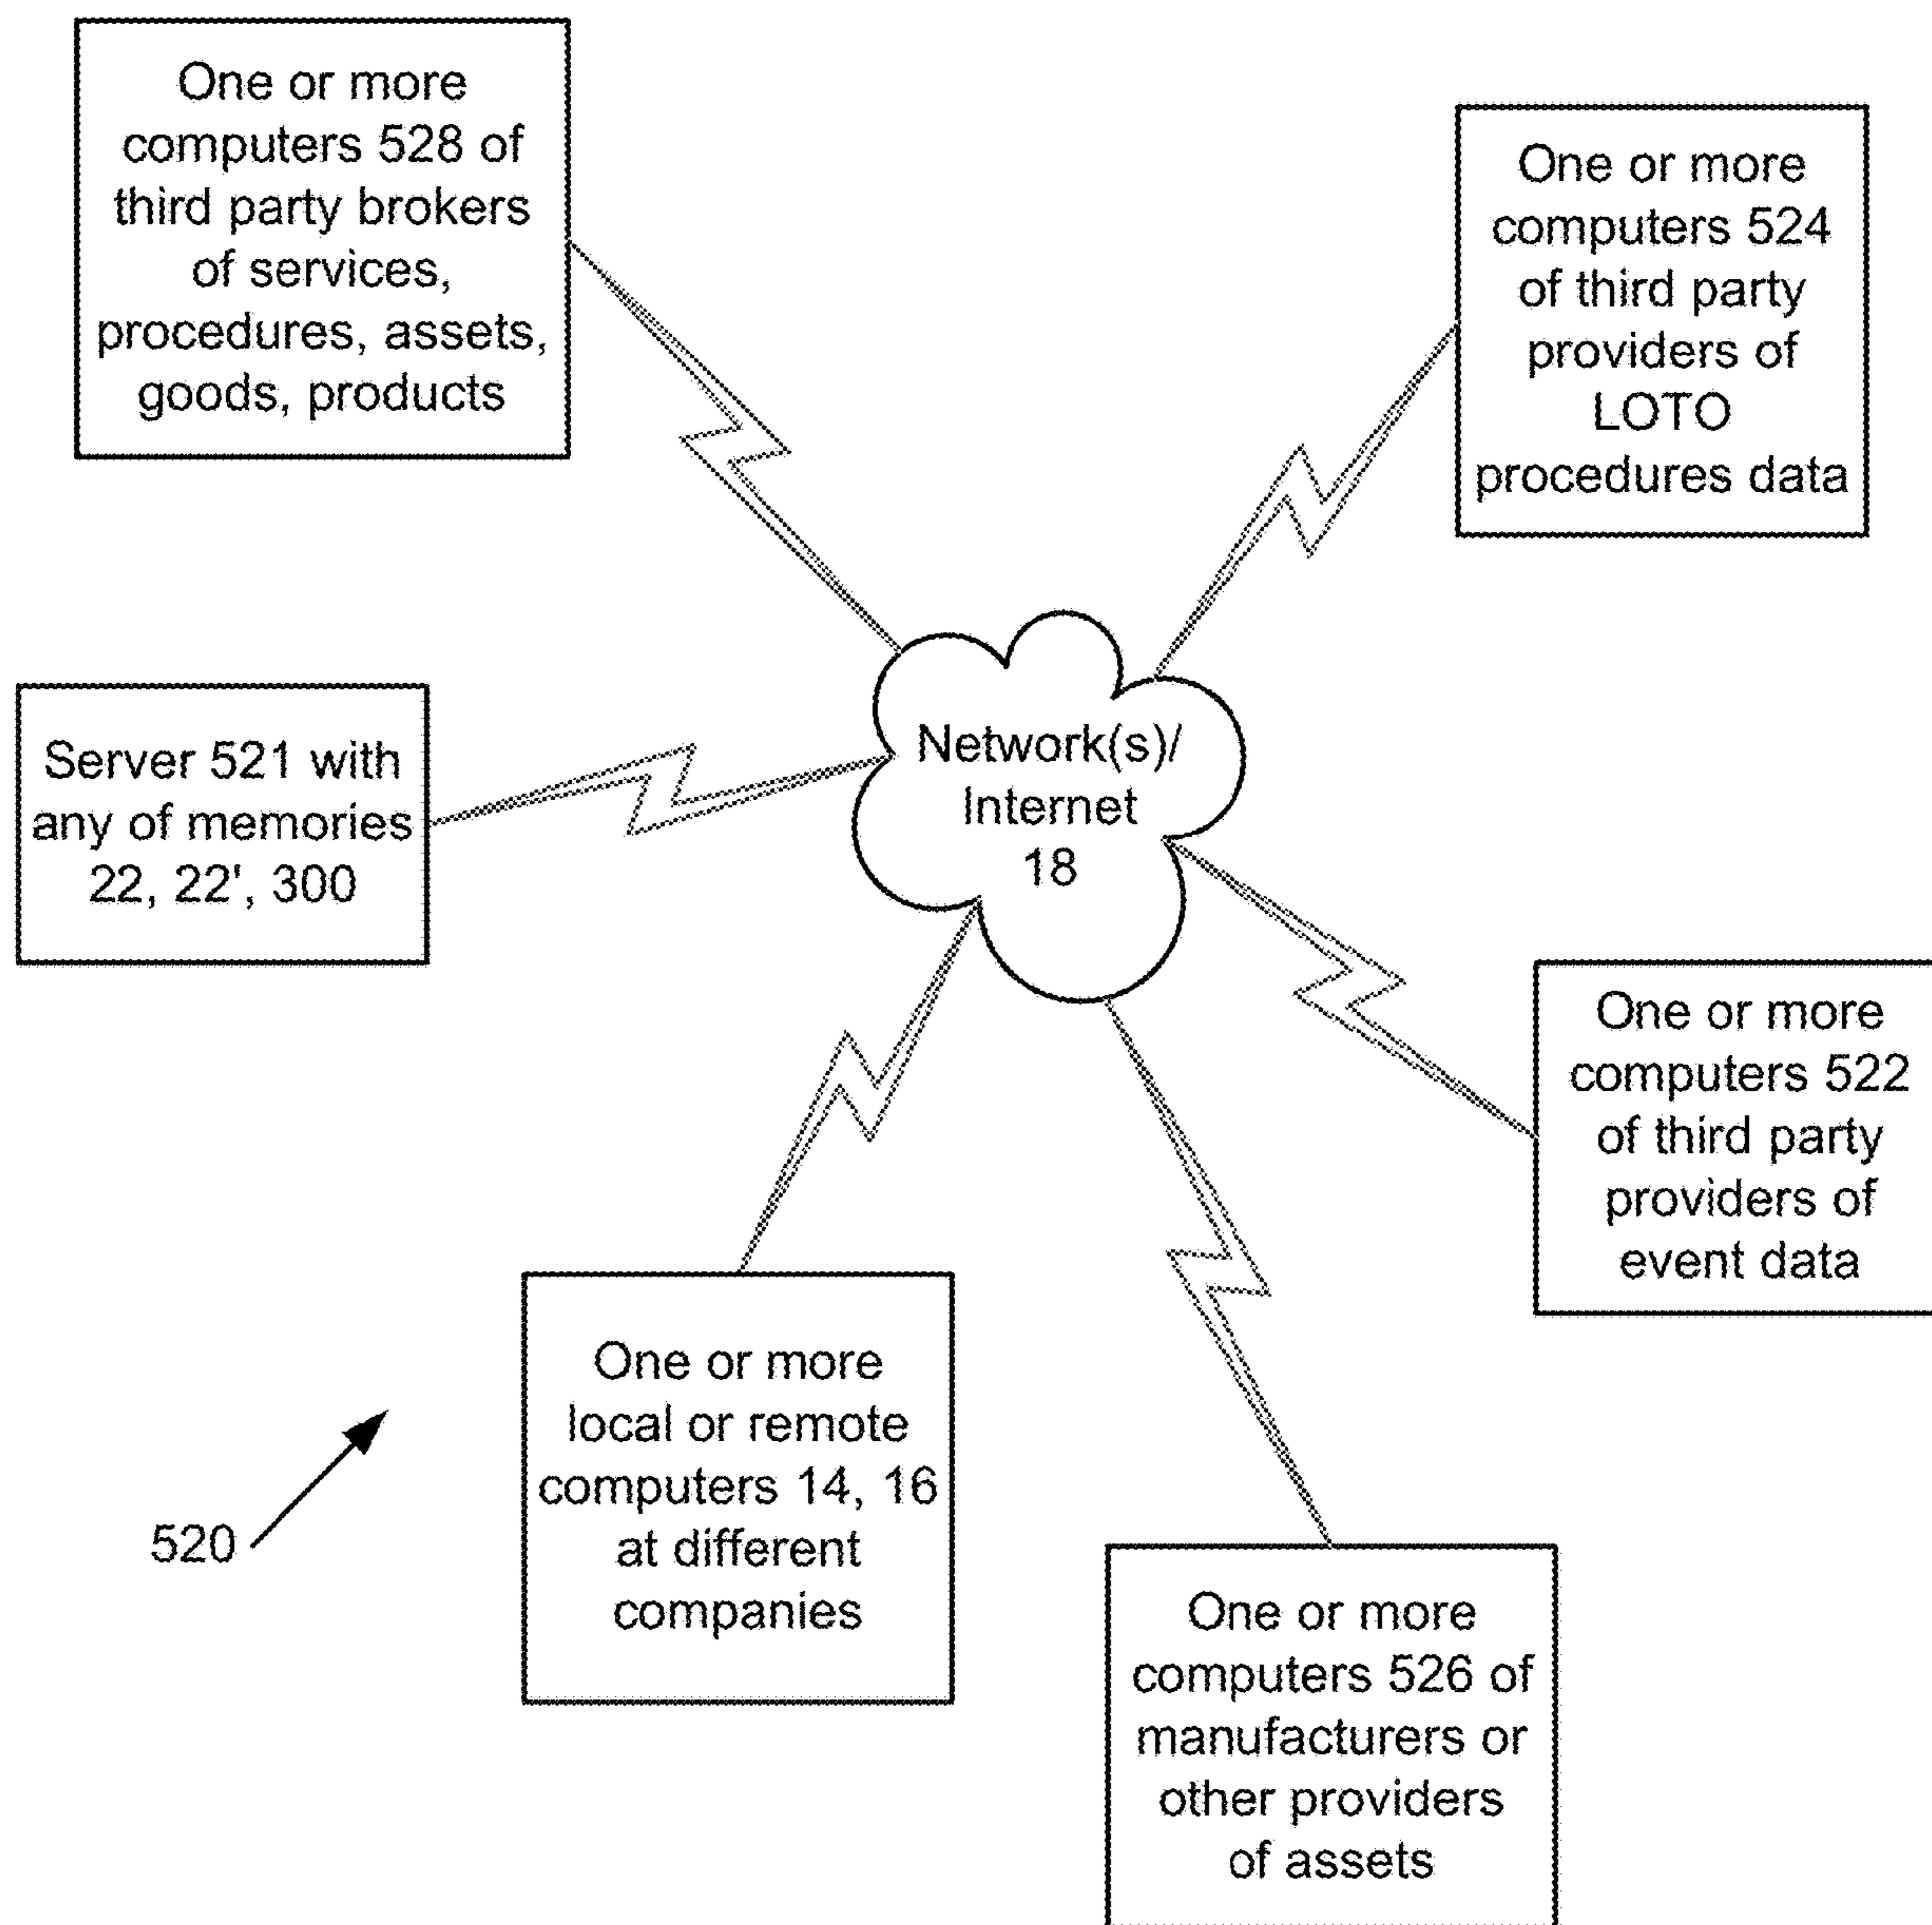 One or more
computers 528 of
third party brokers
of services,
procedures, assets,
goods, products
One or more
computers 524
of third party
providers of
LOTO
procedures data
Server 521 with
any of memories
22, 22', 300
Network(s)/
Internet
18
One or more
computers 522
of third party
providers of
event data
One or more
local or remote
computers 14, 16
at different
companies
520
One or more
computers 526 of
manufacturers or
other providers
of assets